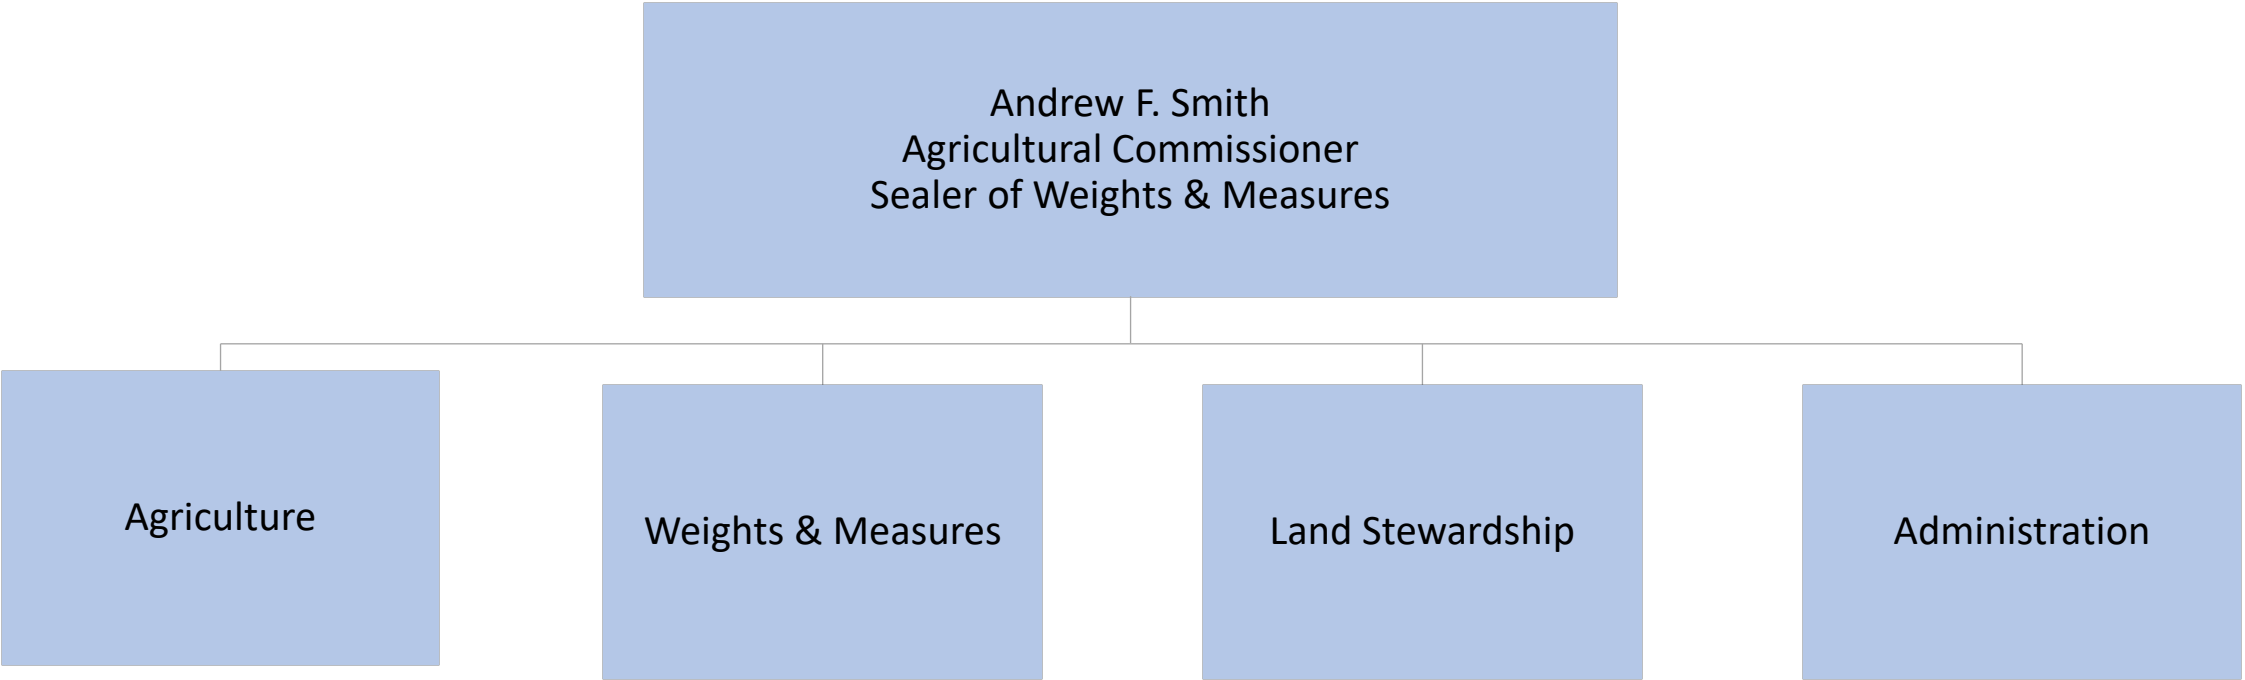 Andrew F. Smith
Agricultural Commissioner
Sealer of Weights & Measures
Agriculture
Weights & Measures
Land Stewardship
Administration